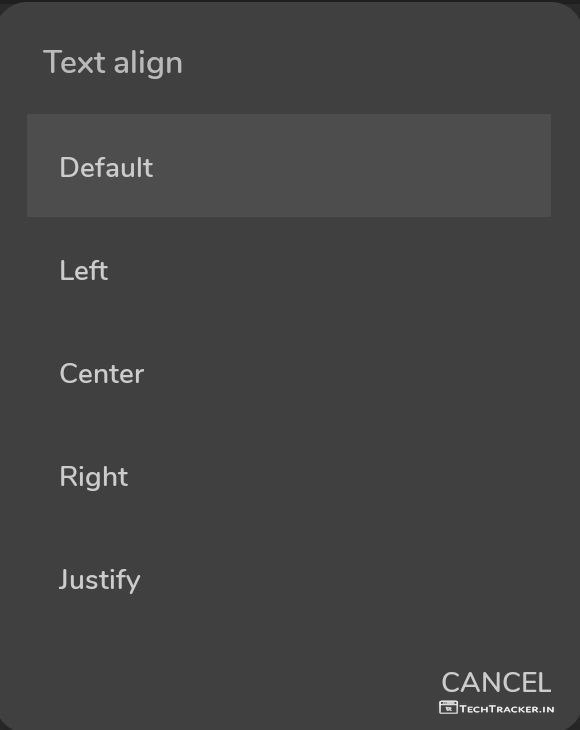 Text align
Default
Left
Center
Right
Justify
CANCEL
TECHTRACKER.IN